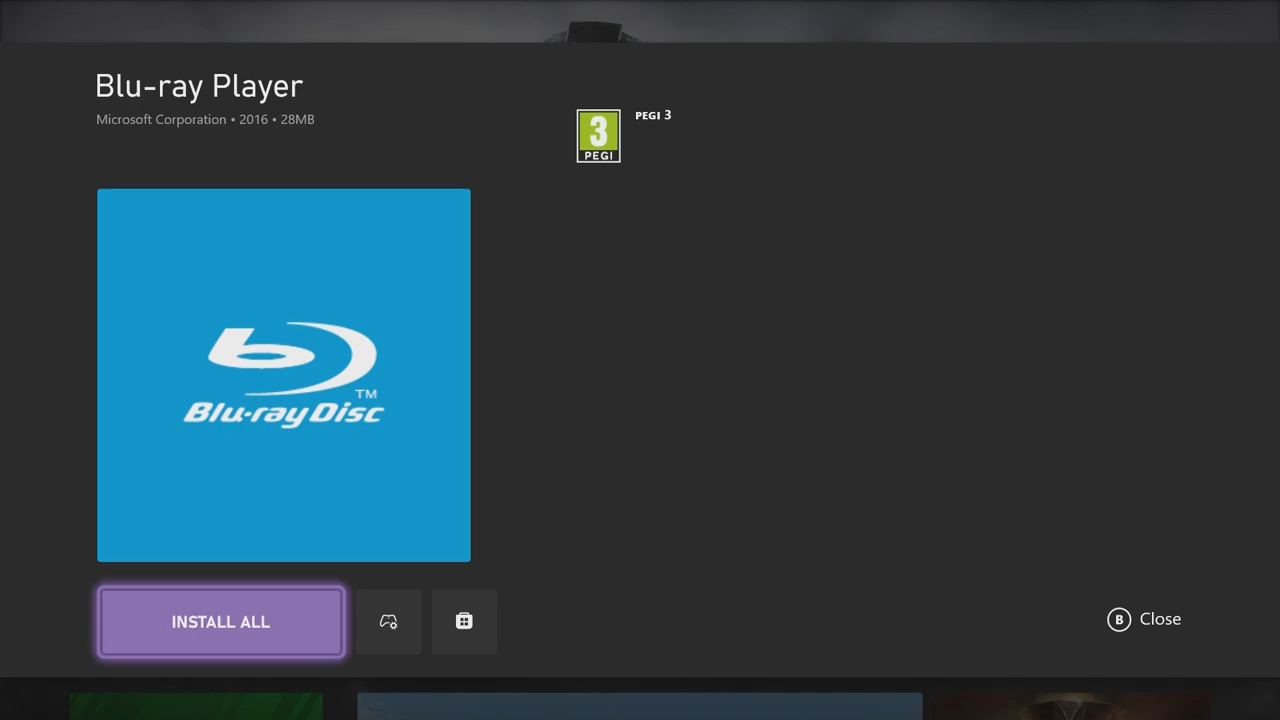 Blu-ray Player
Microsoft Corporation • 2016 • 28MB
3
PEGI
PEGI 3
TM
Blu-ray Disc
INSTALL ALL
B Close